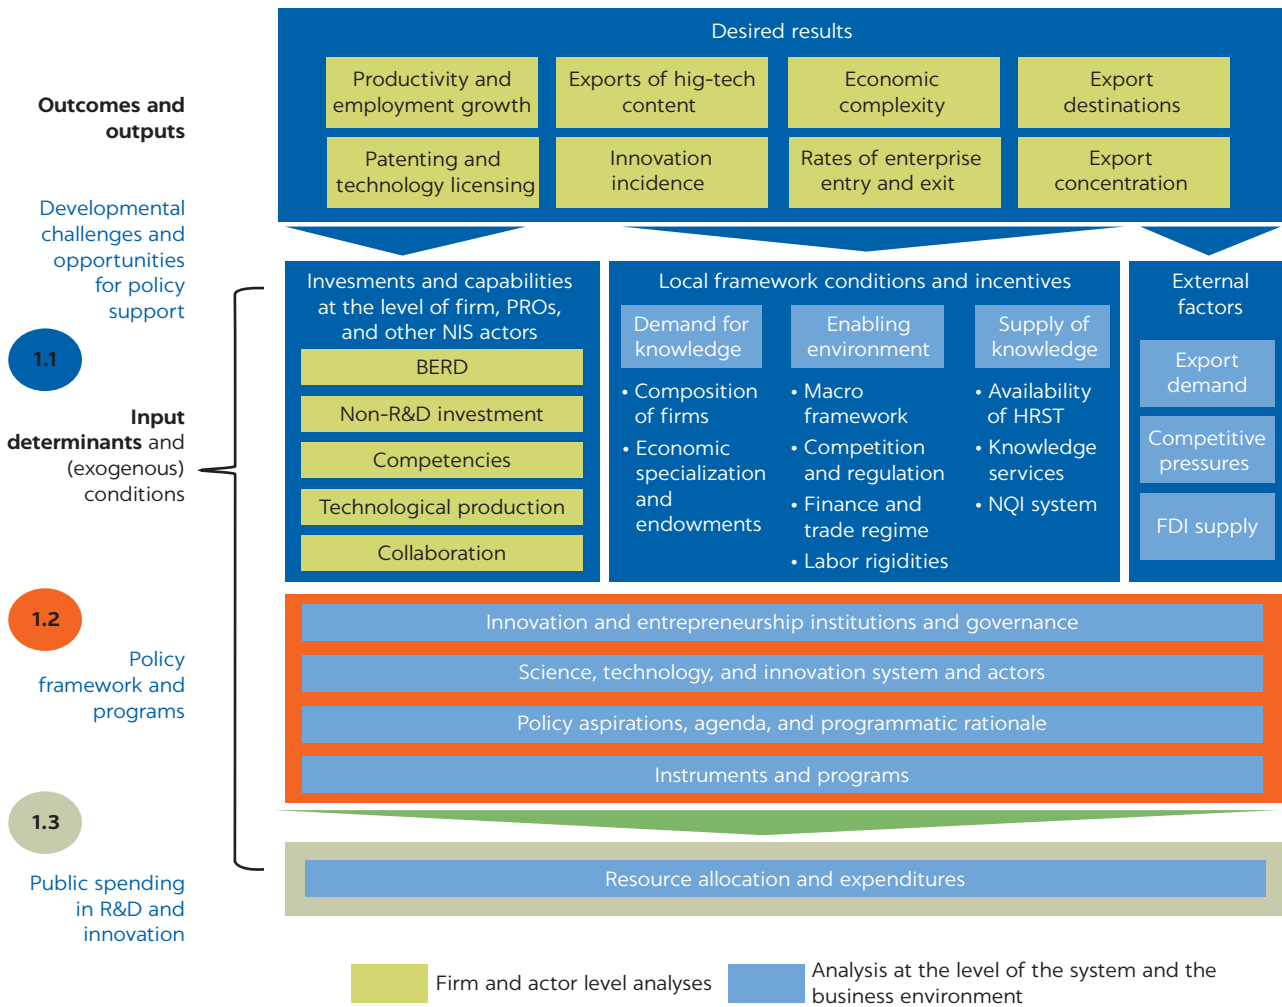 Desired results
Outcomes and
outputs
Productivity and
employment growth
Exports of hig-tech
content
Economic
complexity
Export
destinations
Patenting and
technology licensing
Innovation
incidence
Rates of enterprise
entry and exit
Export
concentration
Developmental
challenges and
opportunities
for policy
support
1.1
Input
determinants and
(exogenous)
conditions
Invesments and capabilities
at the level of firm, PROs,
and other NIS actors
BERD
Non-R&D investment
Competencies
Technological production
Collaboration
Local framework conditions and incentives
Demand for
knowledge
• Composition
of firms
• Economic
specialization
and
endowments
Enabling
environment
• Macro
framework
• Competition
and regulation
• Finance and
trade regime
• Labor rigidities
Supply of
knowledge
• Availability
of HRST
• Knowledge
services
• NQI system
External
factors
Export
demand
Competitive
pressures
FDI supply
1.2
Policy
framework and
programs
Innovation and entrepreneurship institutions and governance
Science, technology, and innovation system and actors
Policy aspirations, agenda, and programmatic rationale
Instruments and programs
1.3
Public spending
in R&D and
innovation
Resource allocation and expenditures
Firm and actor level analyses
Analysis at the level of the system and the
business environment